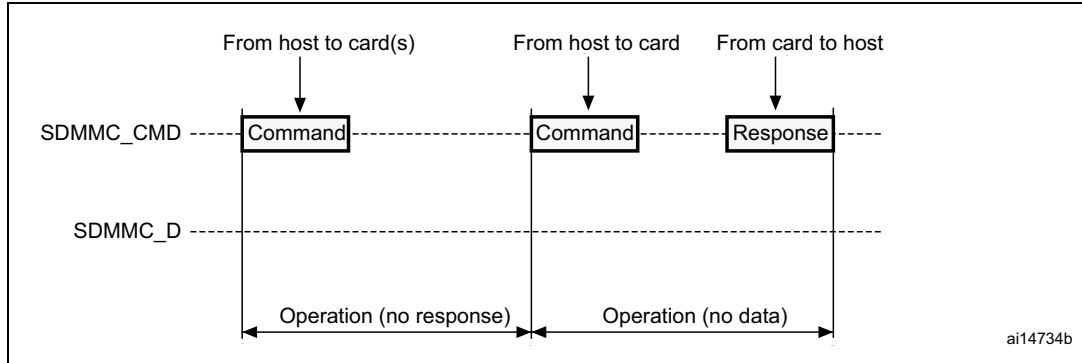 From host to card(s) From host to card From card to host
SDMMC_CMD Command Command Response
SDMMC_D
Operation (no response) Operation (no data)
ai14734b